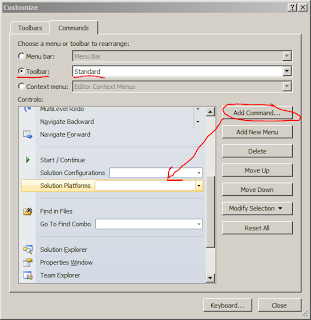 Customize
Toolbars Commands
Choose a menu or toolbar to rearrange:
Menu bar: Menu Bar
Toolbar: Standard
Context menu: Editor Context Menus
Controls:
MultiLevel Redo
Add Command...
Navigate Backward
Navigate Forward
Add New Menu
Delete
Start / Continue
Solution Configurations
Move Up
Solution Platforms
Move Down
Find in Files
Modify Selection
Go To Find Combo
Reset All
Solution Explorer
Properties Window
Team Explorer
Keyboard... Close